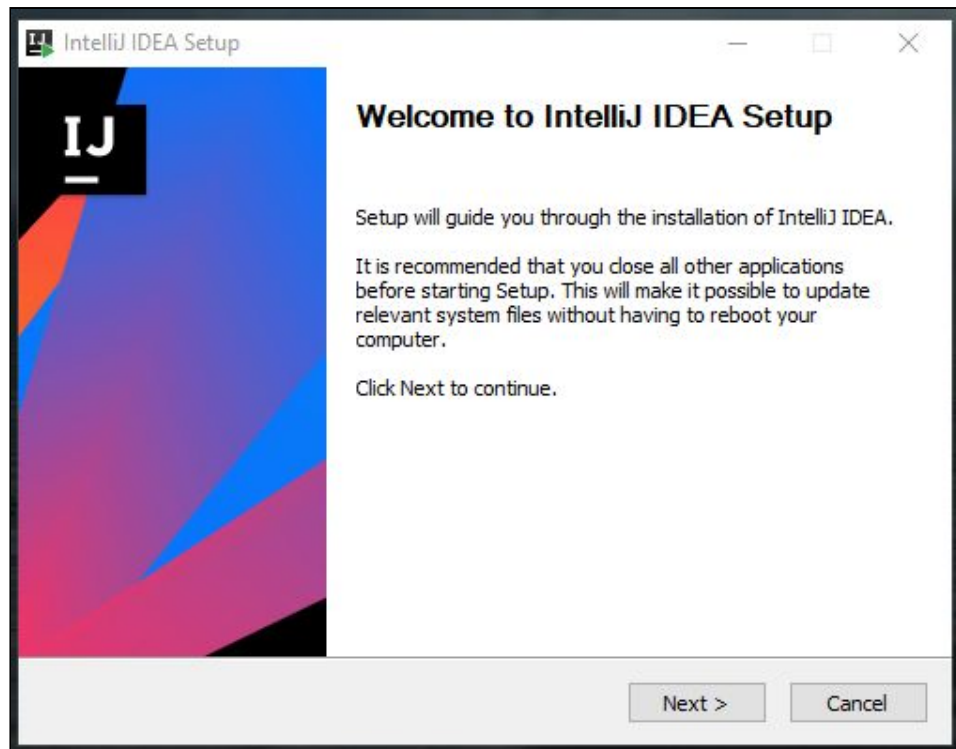 IntelliJ IDEA Setup
IJ
Welcome to IntelliJ IDEA Setup
Setup will guide you through the installation of IntelliJ IDEA.
It is recommended that you close all other applications
before starting Setup. This will make it possible to update
relevant system files without having to reboot your
computer.
Click Next to continue.
Next >
Cancel